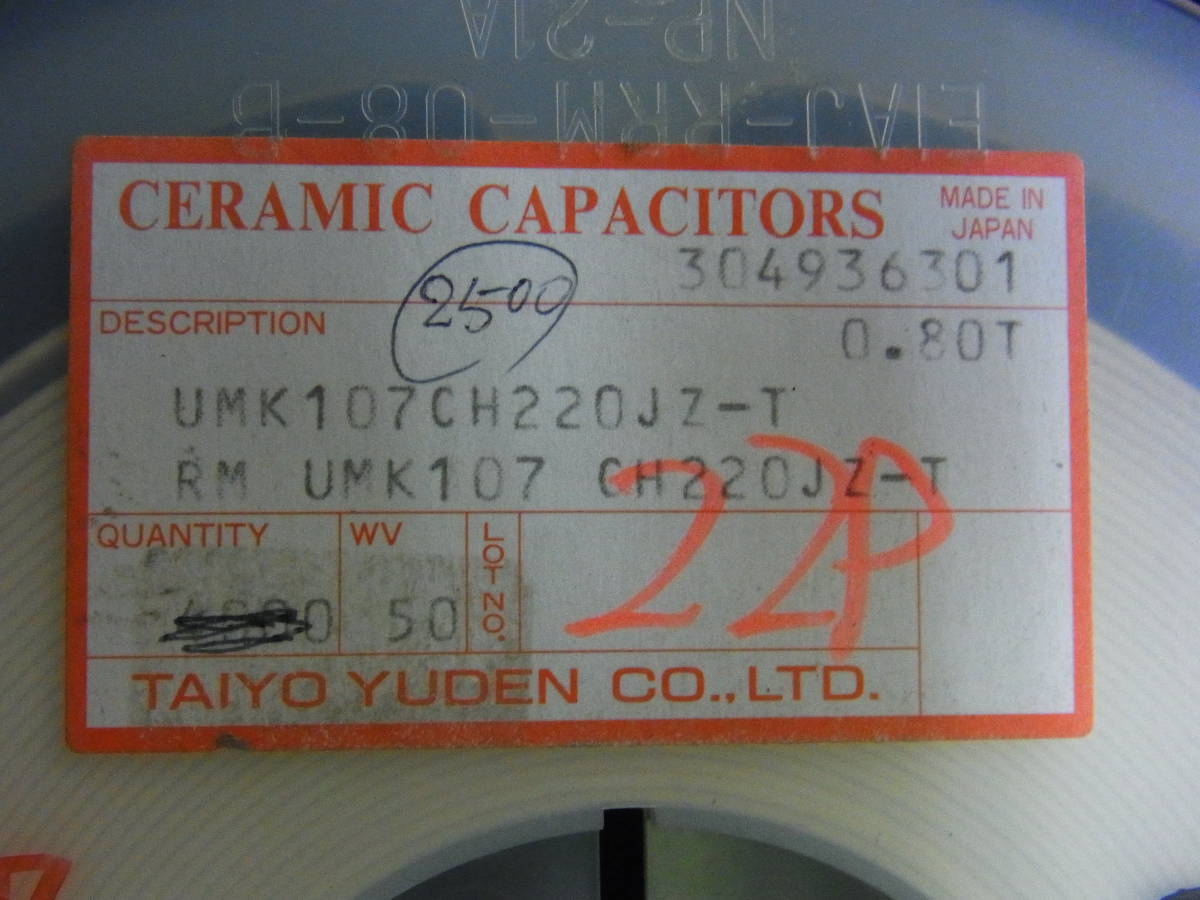 NP-21A
EIAJ-RRM-08-B
CERAMIC CAPACITORS
MADE IN
JAPAN
304936301
2500
DESCRIPTION
0.80T
UMK107CH220JZ-T
RM UMK107 CH220JZ-T
22P
QUANTITY
WV
LOT NO.
50
TAIYO YUDEN CO., LTD.